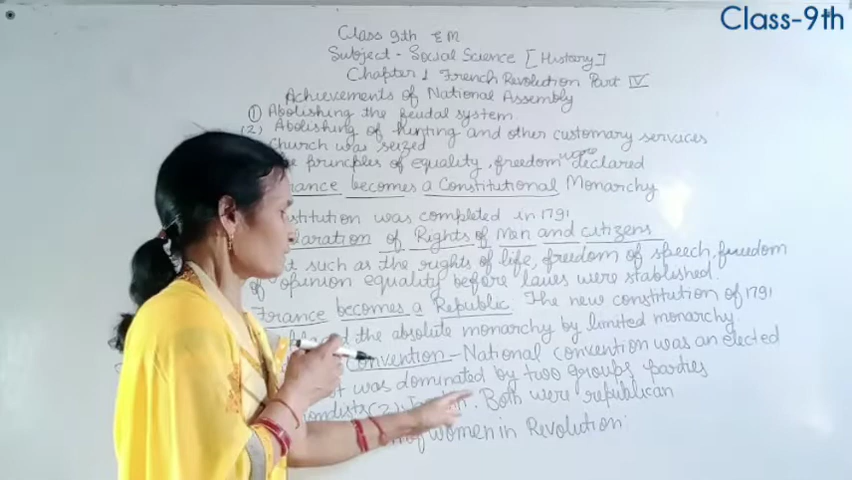 Class-9th
Class 9th EM
Subject - Social Science [History]
Chapter 1 French Revolution Part IV
Achievements of National Assembly
① Abolishing the feudal system
(2) Abolishing of Hunting and other customary services
Church was seized
principles of equality, freedom were declared
France becomes a Constitutional Monarchy
was completed in 1791
of Rights of Men and citizens
such as the rights of life, freedom of speech, freedom
of opinion equality before lawes were stablished.
France becomes a Republic. The new constitution of 1791
the absolute monarchy by limited monarchy.
Convention - National convention was an elected
was dominated by two groups parties
(2) Both were republican
of women in Revolution.